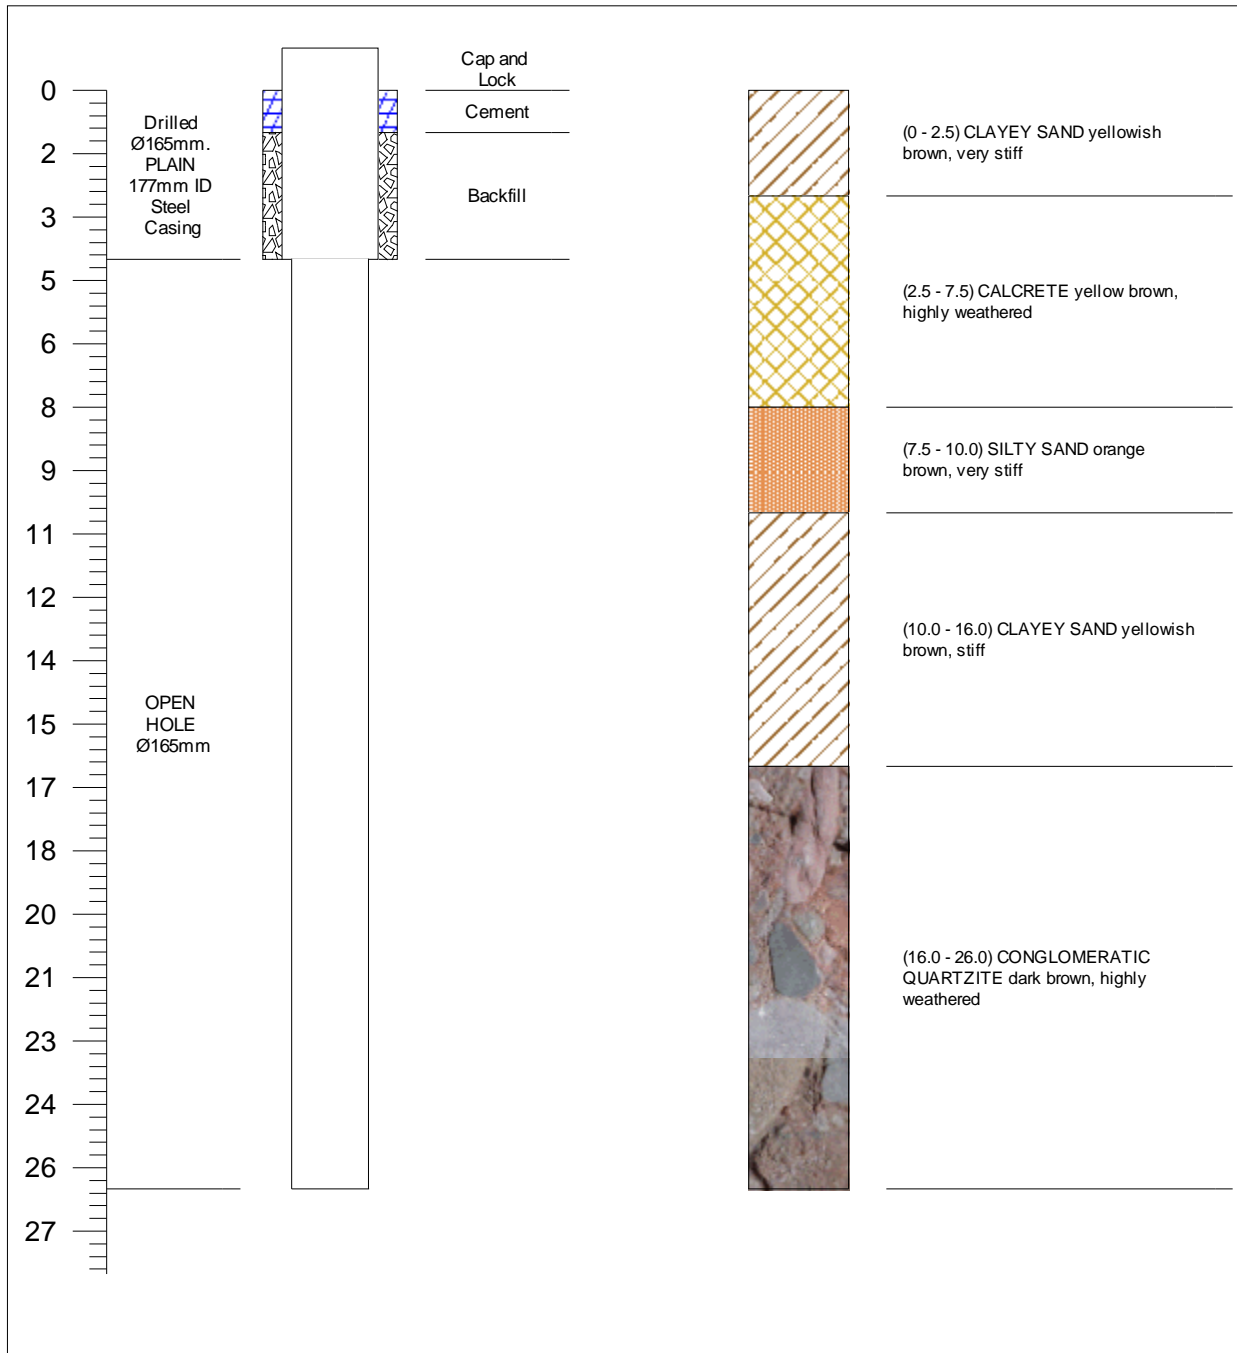 0
2
3
5
6
8
9
11
12
14
15
17
18
20
21
23
24
26
27
Drilled
Ø165mm.
PLAIN
177mm ID
Steel
Casing
OPEN
HOLE
Ø165mm
Cap and
Lock
Cement
Backfill
(0 - 2.5) CLAYEY SAND yellowish
brown, very stiff
(2.5 - 7.5) CALCRETE yellow brown,
highly weathered
(7.5 - 10.0) SILTY SAND orange
brown, very stiff
(10.0 - 16.0) CLAYEY SAND yellowish
brown, stiff
(16.0 - 26.0) CONGLOMERATIC
QUARTZITE dark brown, highly
weathered